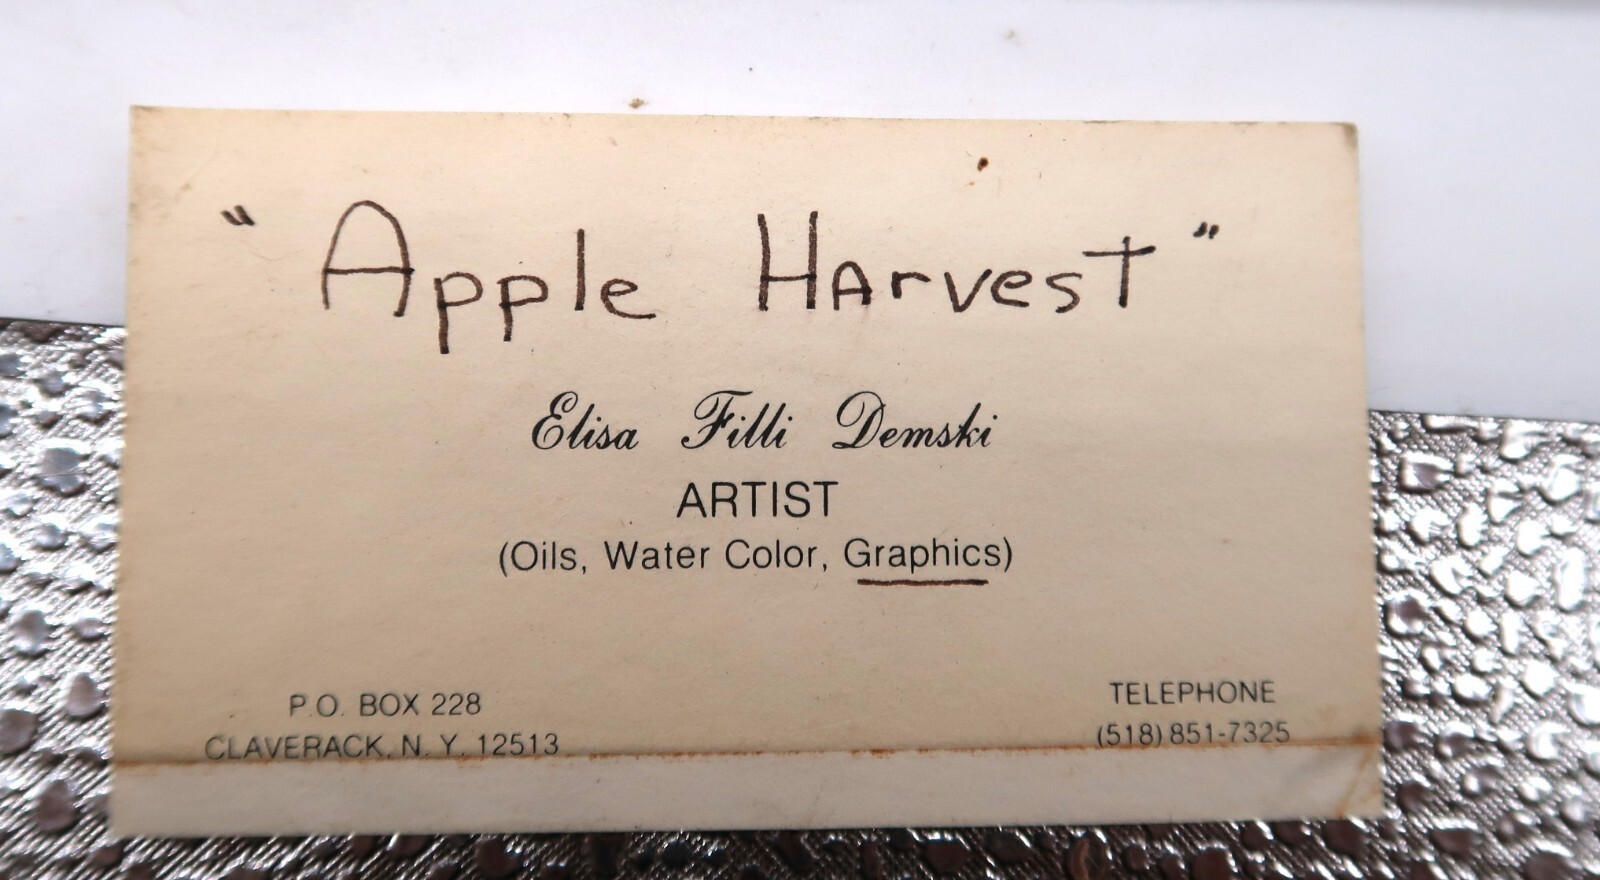 "Apple Harvest"
Elisa Filli Demski
ARTIST
(Oils, Water Color, Graphics)
P.O. BOX 228
CLAVERACK, N. Y. 12513
TELEPHONE
(518) 851-7325